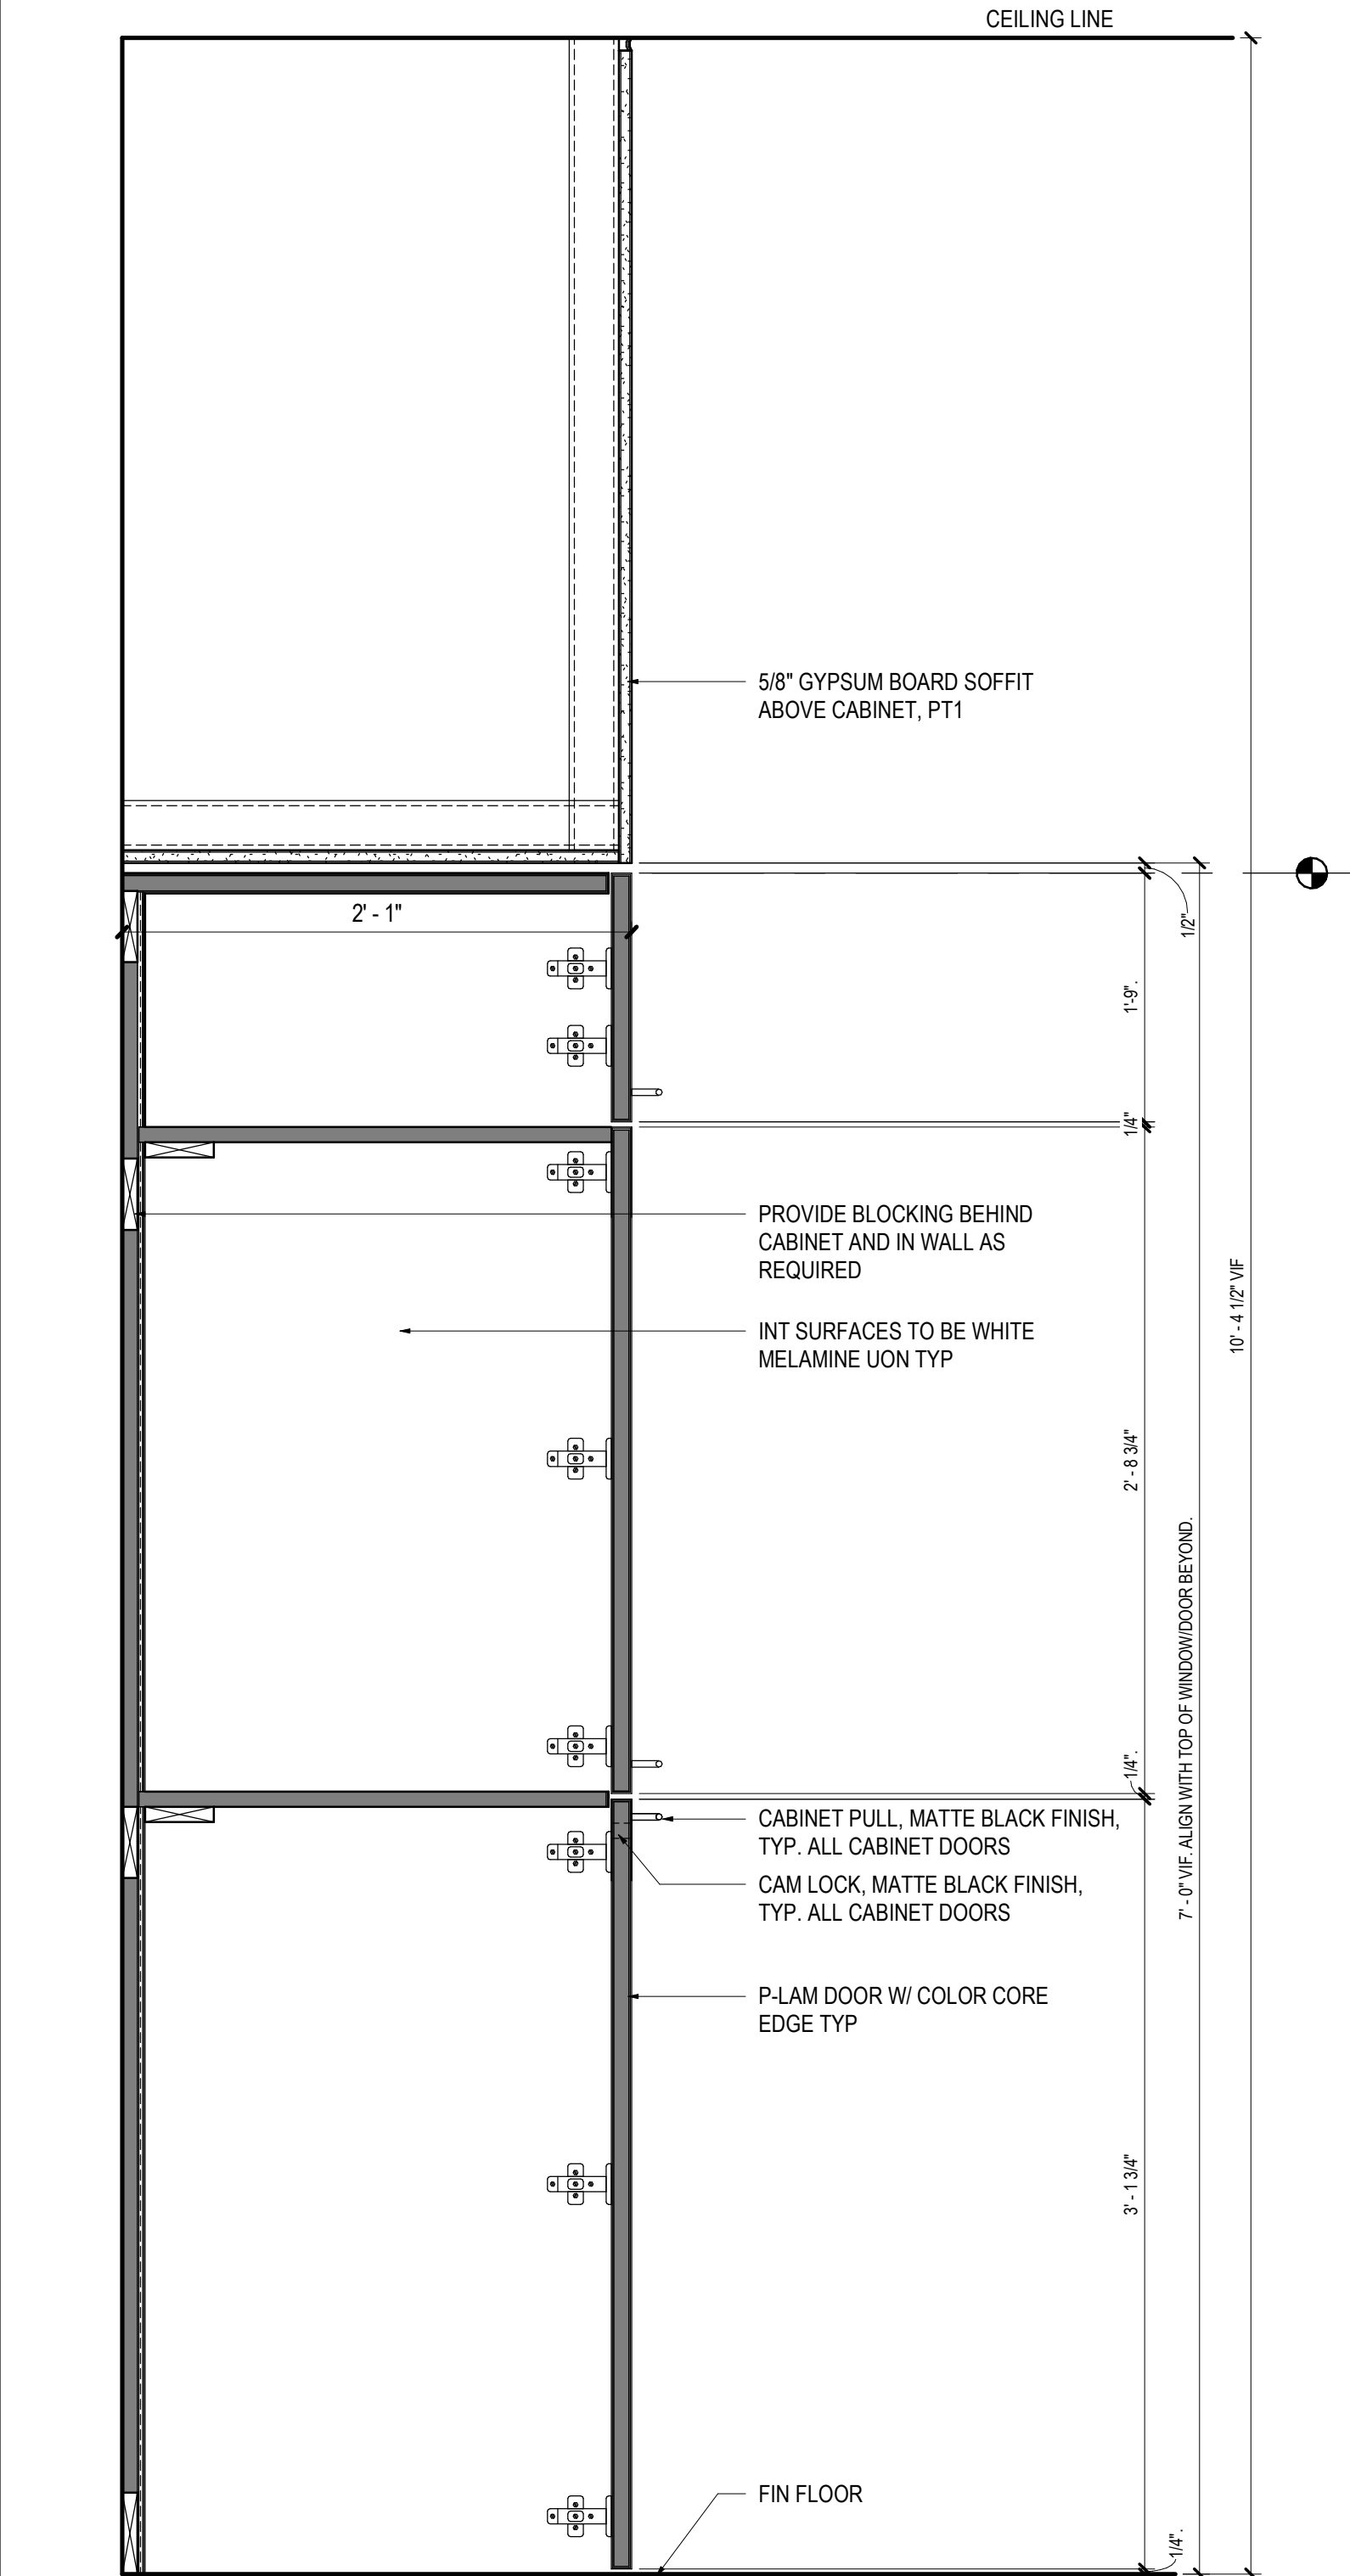 CEILING LINE
5/8" GYPSUM BOARD SOFFIT
ABOVE CABINET, PT1
2' - 1"
1/2"
1'-9".
1/4"
PROVIDE BLOCKING BEHIND
CABINET AND IN WALL AS
REQUIRED
10' - 4 1/2" VIF
INT SURFACES TO BE WHITE
MELAMINE UON TYP
2' - 8 3/4"
7' - 0" VIF. ALIGN WITH TOP OF WINDOW/DOOR BEYOND.
1/4".
CABINET PULL, MATTE BLACK FINISH,
TYP. ALL CABINET DOORS
CAM LOCK, MATTE BLACK FINISH,
TYP. ALL CABINET DOORS
P-LAM DOOR W/ COLOR CORE
EDGE TYP
3' - 1 3/4"
FIN FLOOR
1/4".